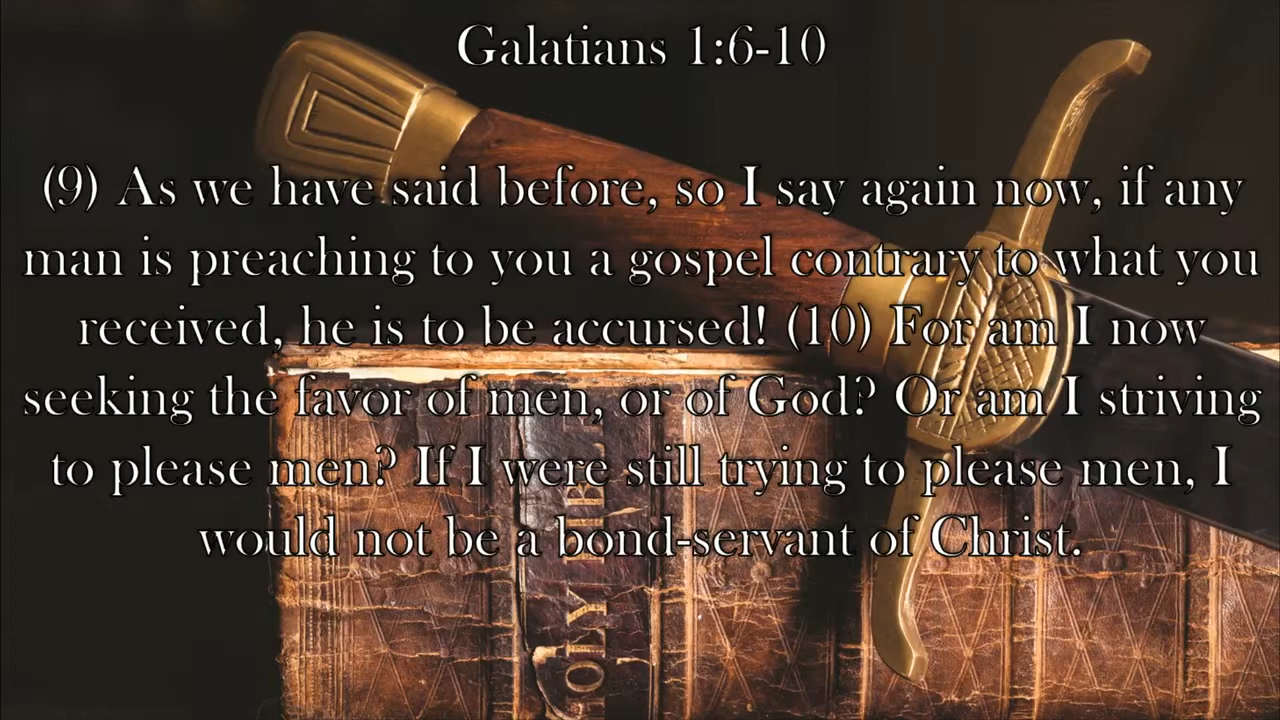 Galatians 1:6-10
(9) As we have said before, so I say again now, if any
man is preaching to you a gospel contrary to what you
received, he is to be accursed! (10) For am I now
seeking the favor of men, or of God? Or am I striving
to please men? If I were still trying to please men, I
would not be a bond-servant of Christ.
HOLY BIBLE